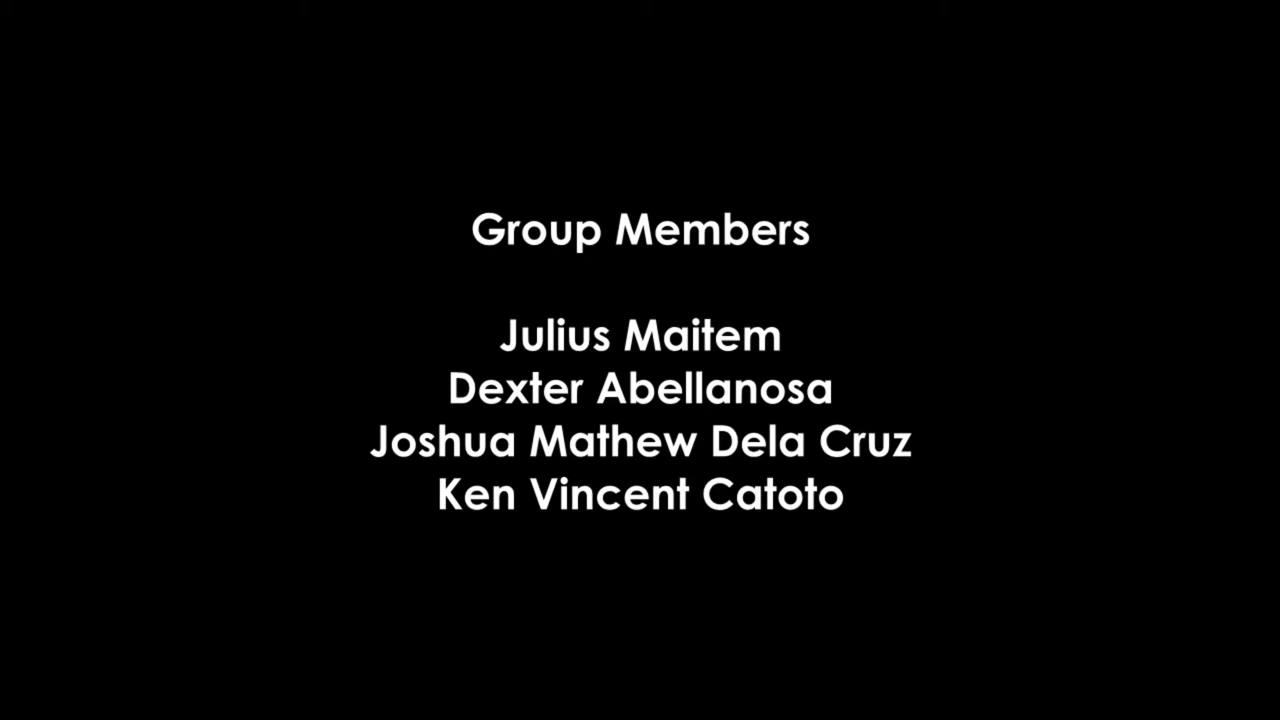 Group Members
Julius Maitem
Dexter Abellanosa
Joshua Mathew Dela Cruz
Ken Vincent Catoto